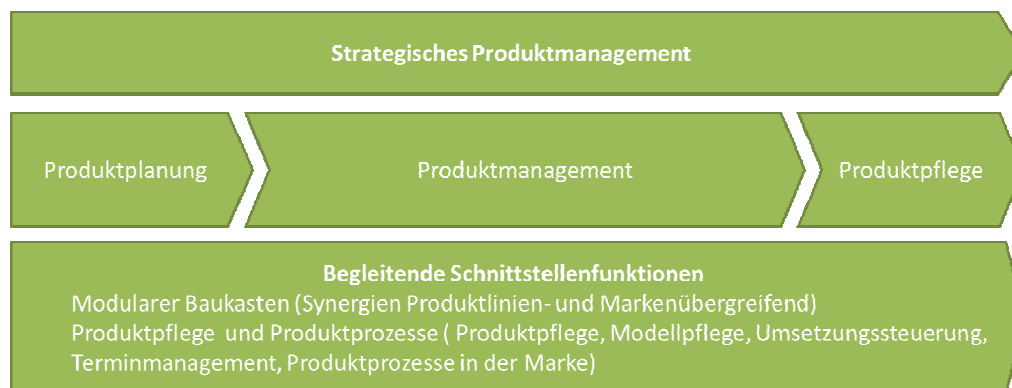 Strategisches Produktmanagement
Produktplanung
Produktmanagement
Produktpflege
Begleitende Schnittstellenfunktionen
Modularer Baukasten (Synergien Produktlinien- und Markenübergreifend)
Produktpflege und Produktprozesse ( Produktpflege, Modellpflege, Umsetzungssteuerung,
Terminmanagement, Produktprozesse in der Marke)